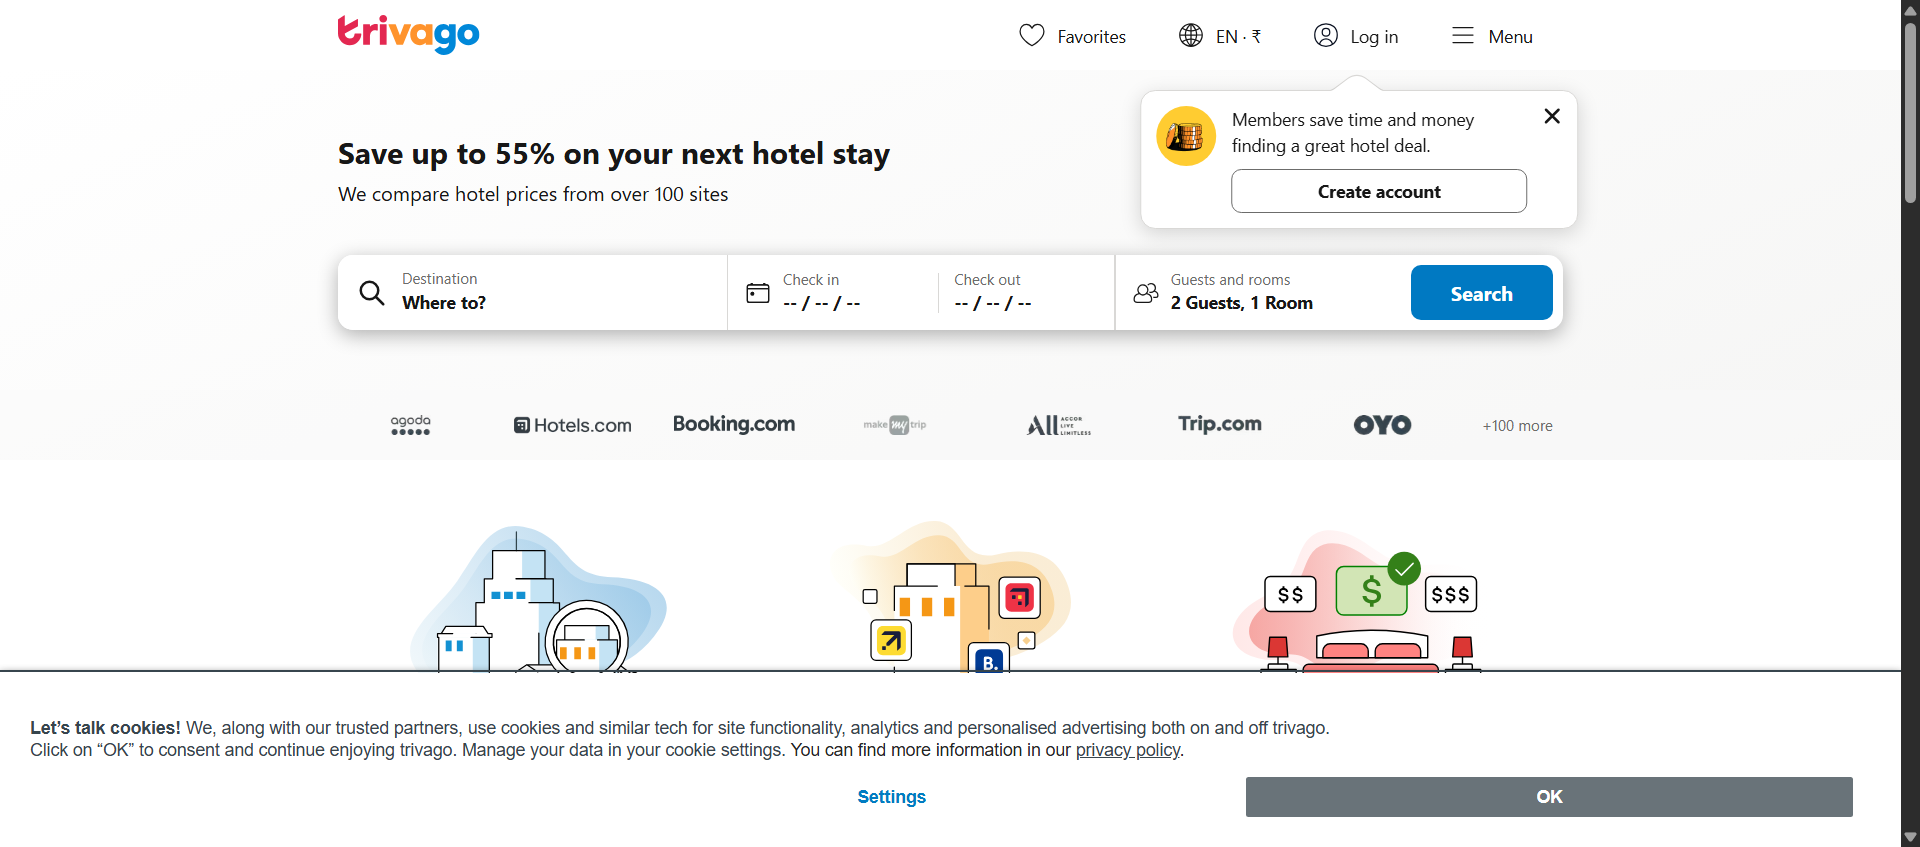 trivago
Favorites
EN · ₹
Log in
Menu
Members save time and money
finding a great hotel deal.
Create account
Save up to 55% on your next hotel stay
We compare hotel prices from over 100 sites
Destination
Where to?
Check in
-- / -- / --
Check out
-- / -- / --
Guests and rooms
2 Guests, 1 Room
Search
agoda
Hotels.com
Booking.com
make my trip
ALL ACCOR LIVE LIMITLESS
Trip.com
OYO
+100 more
B.
$$
$
$$$
Let’s talk cookies! We, along with our trusted partners, use cookies and similar tech for site functionality, analytics and personalised advertising both on and off trivago.
Click on “OK” to consent and continue enjoying trivago. Manage your data in your cookie settings. You can find more information in our privacy policy.
Settings
OK